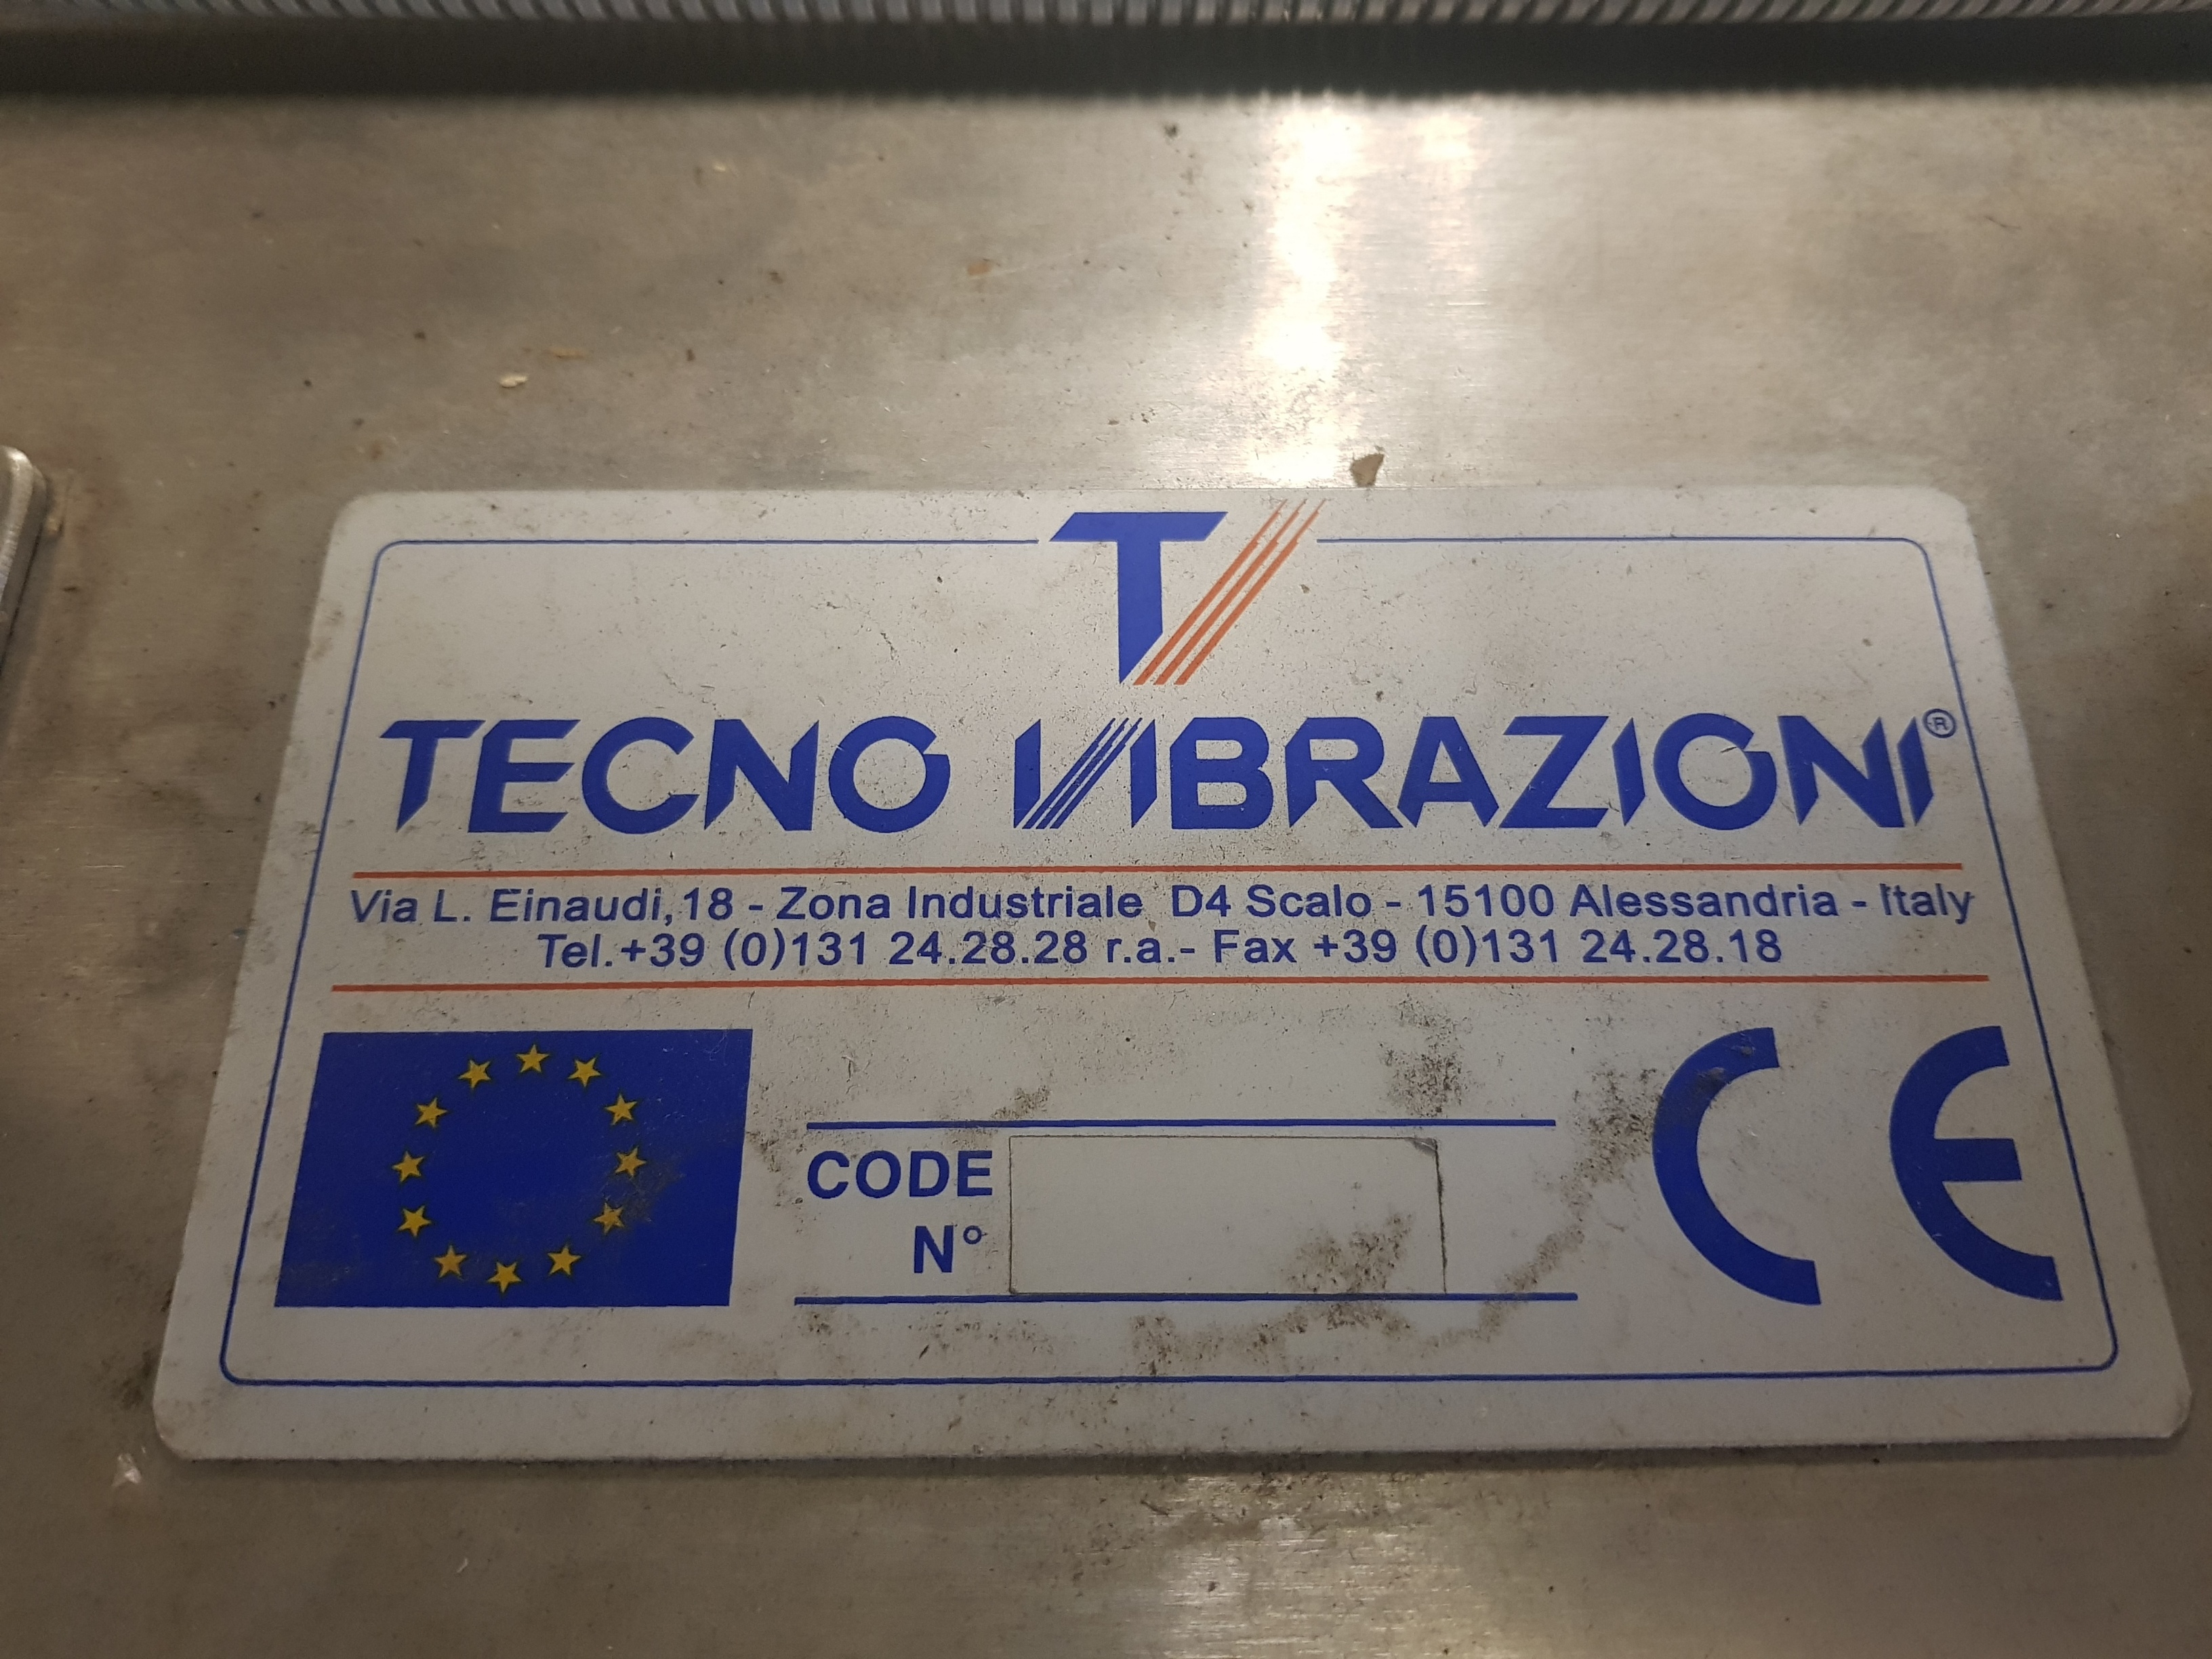 T
TECNO VIBRAZIONI®
Via L. Einaudi,18 - Zona Industriale D4 Scalo - 15100 Alessandria - Italy
Tel.+39 (0)131 24.28.28 r.a.- Fax +39 (0)131 24.28.18
CODE
N°
CE